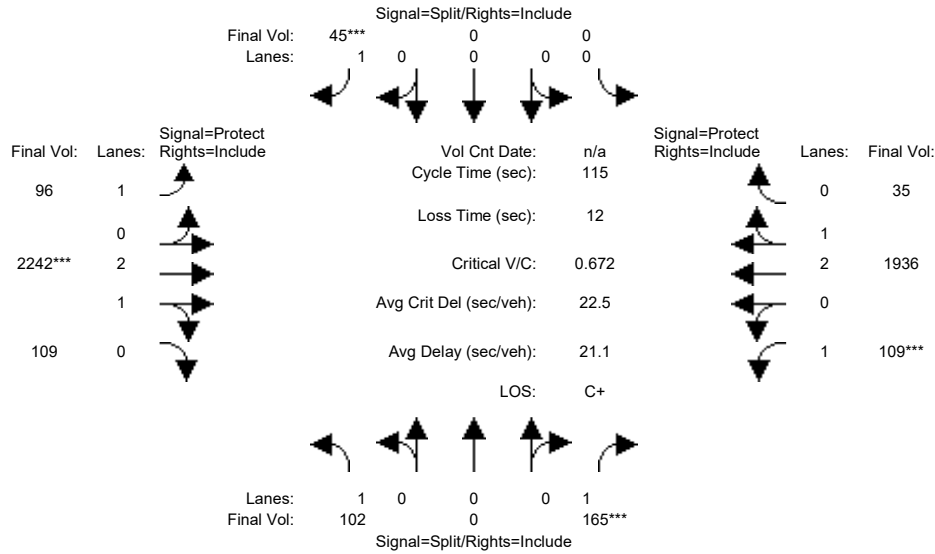 Signal=Split/Rights=Include
Final Vol: 45*** 0 0
Lanes: 1 0 0 0 0
Signal=Protect Signal=Protect
Final Vol: Lanes: Rights=Include Vol Cnt Date: n/a Rights=Include Lanes: Final Vol:
Cycle Time (sec): 115
96 1 0 35
Loss Time (sec): 12
0 1
2242*** 2 Critical V/C: 0.672 2 1936
1 Avg Crit Del (sec/veh): 22.5 0
109 0 Avg Delay (sec/veh): 21.1 1 109***
LOS: C+
Lanes: 1 0 0 0 1
Final Vol: 102 0 165***
Signal=Split/Rights=Include